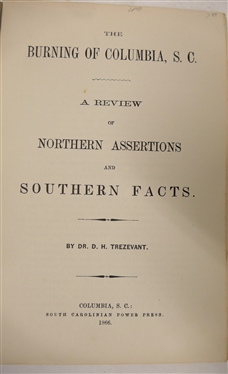 THE
BURNING OF COLUMBIA, S. C.
A REVIEW
OF
NORTHERN ASSERTIONS
AND
SOUTHERN FACTS.
BY DR. D. H. TREZEVANT.
COLUMBIA, S. C.:
SOUTH CAROLINIAN POWER PRESS.
1866.